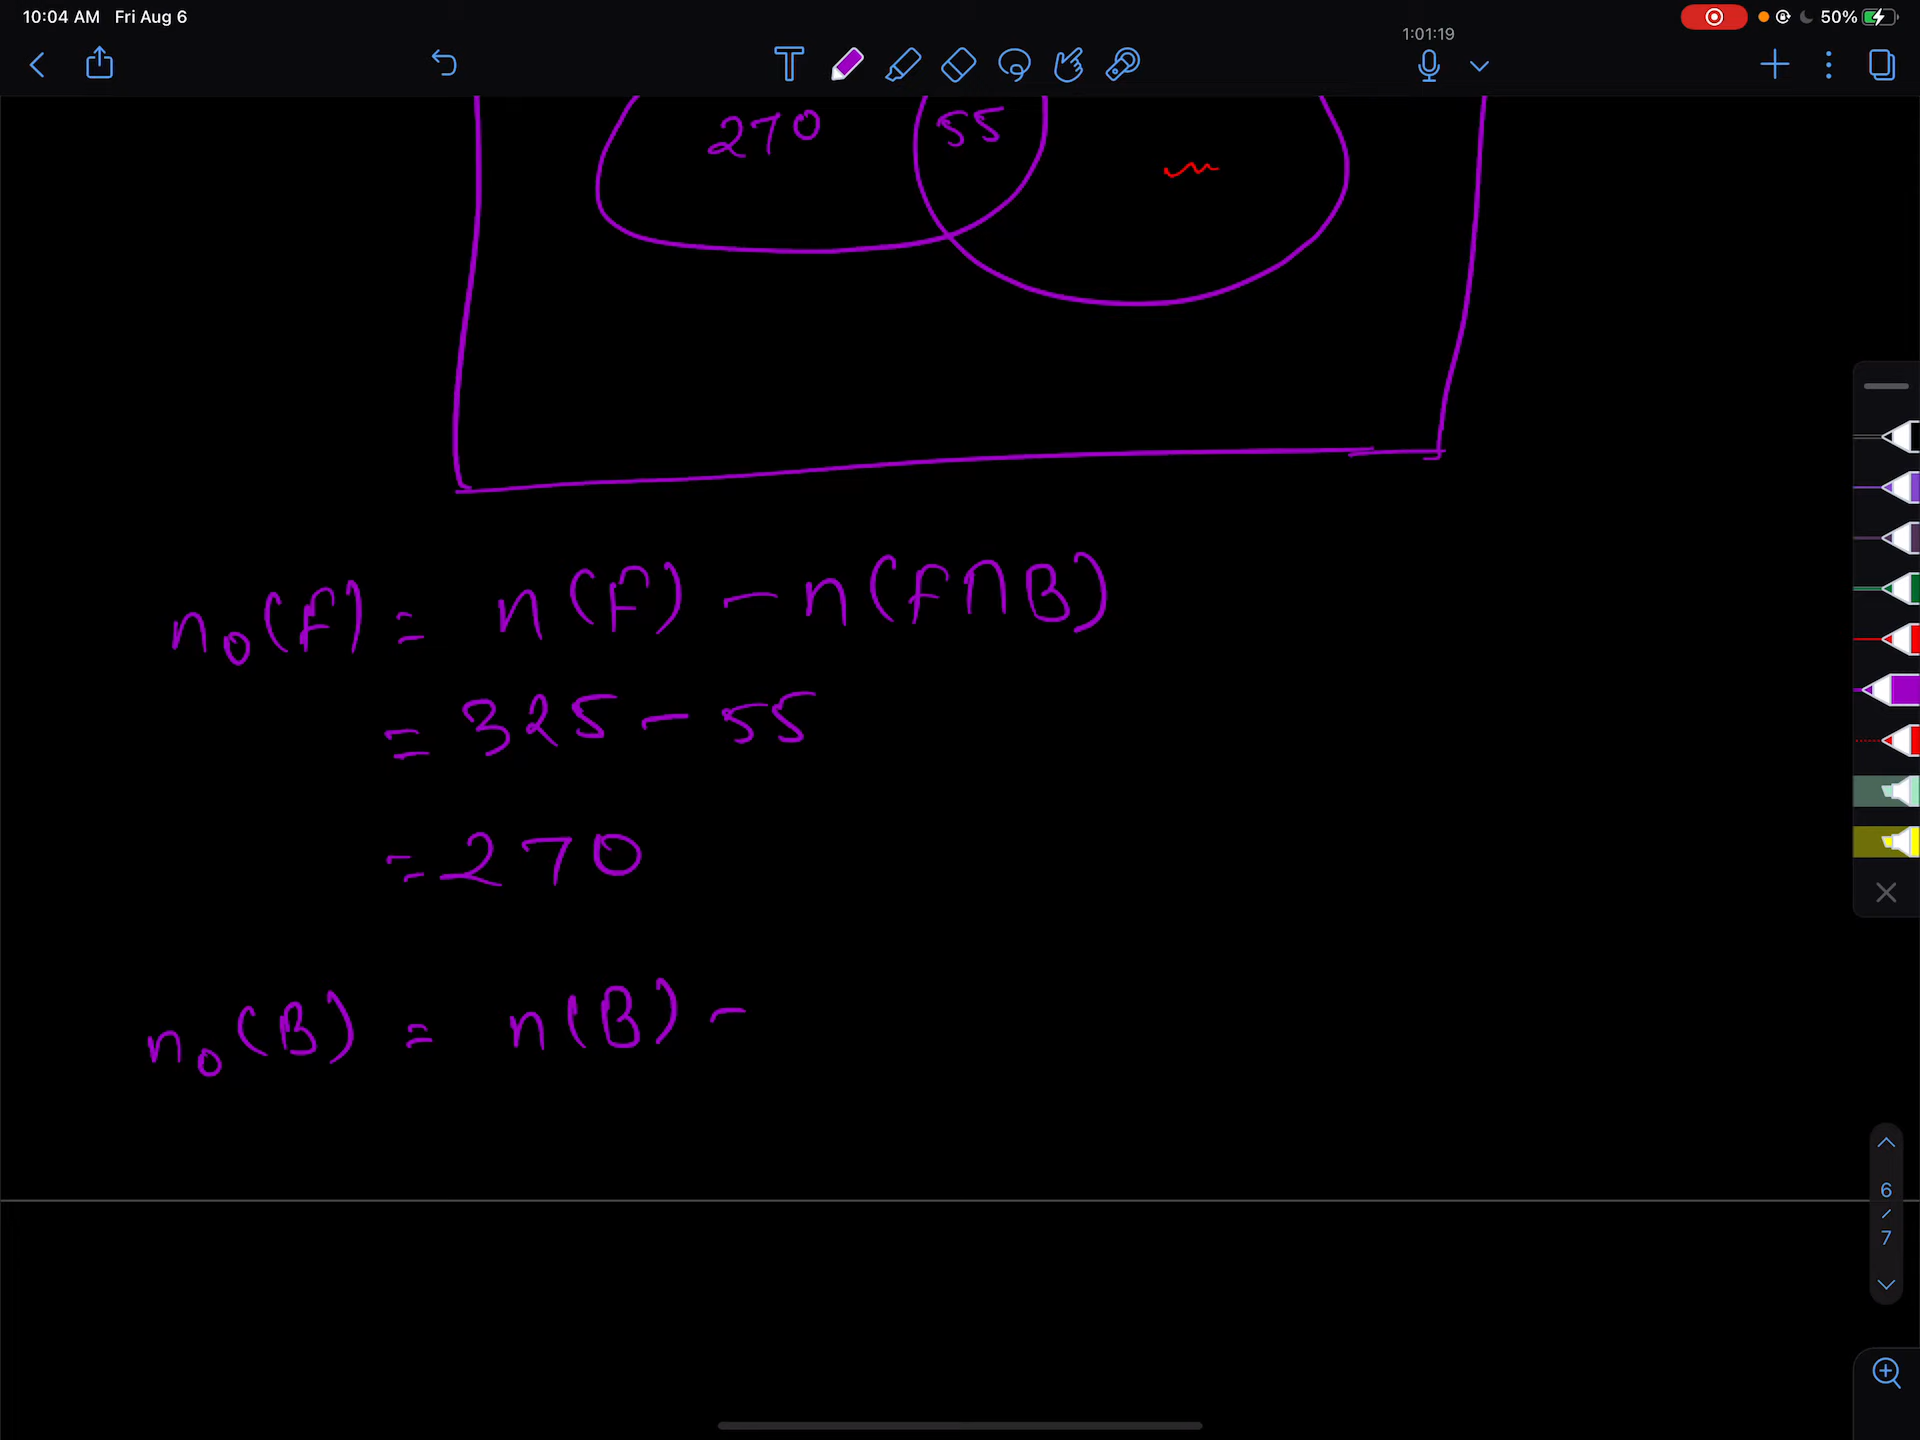 10:04 AM Fri Aug 6
50%
1:01:19
T
270 55
n₀(F) = n(F) − n(F∩B)
= 325 − 55
= 270
n₀(B) = n(B) −
6
/
7